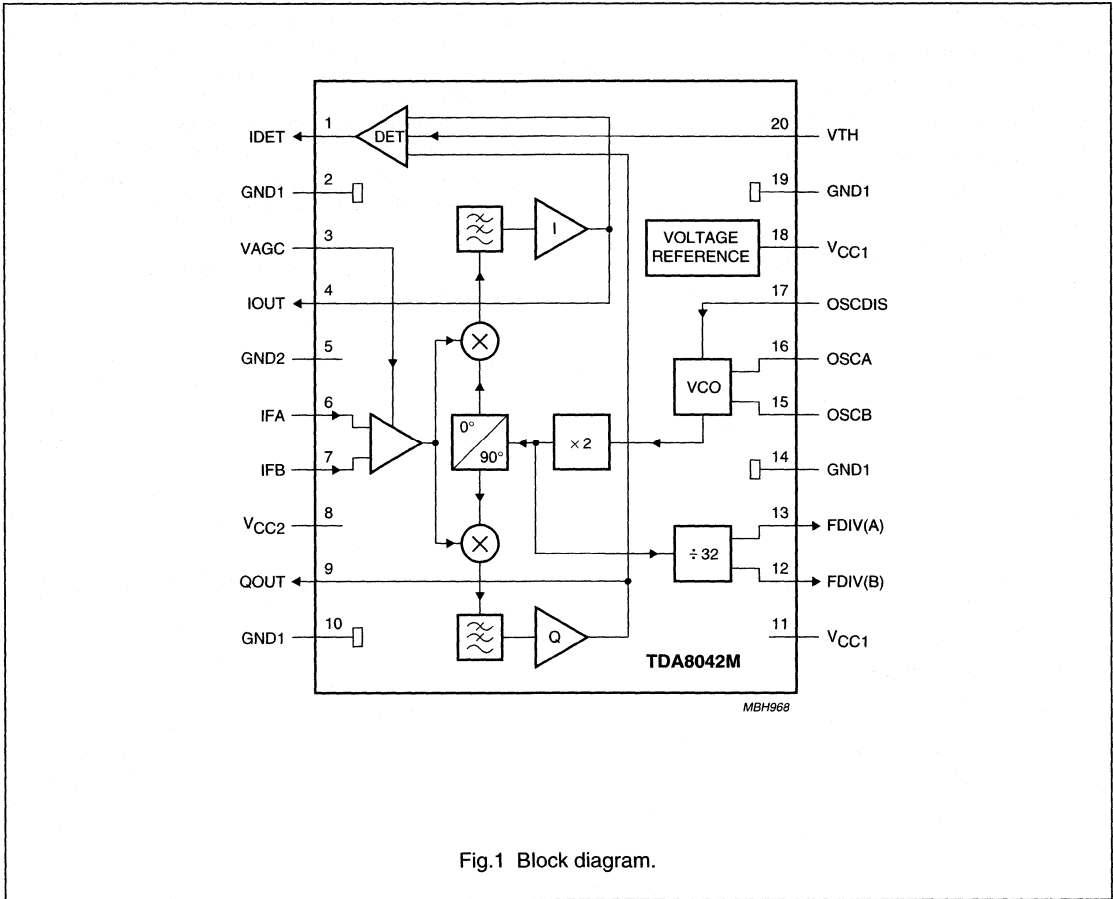 IDET
1
DET
20
VTH
GND1
2
19
GND1
VAGC
3
I
VOLTAGE
REFERENCE
18
VCC1
IOUT
4
17
OSCDIS
GND2
5
VCO
16
OSCA
15
OSCB
IFA
6
0°
90°
× 2
IFB
7
14
GND1
VCC2
8
÷ 32
13
FDIV(A)
QOUT
9
12
FDIV(B)
GND1
10
Q
11
VCC1
TDA8042M
MBH968
Fig.1 Block diagram.